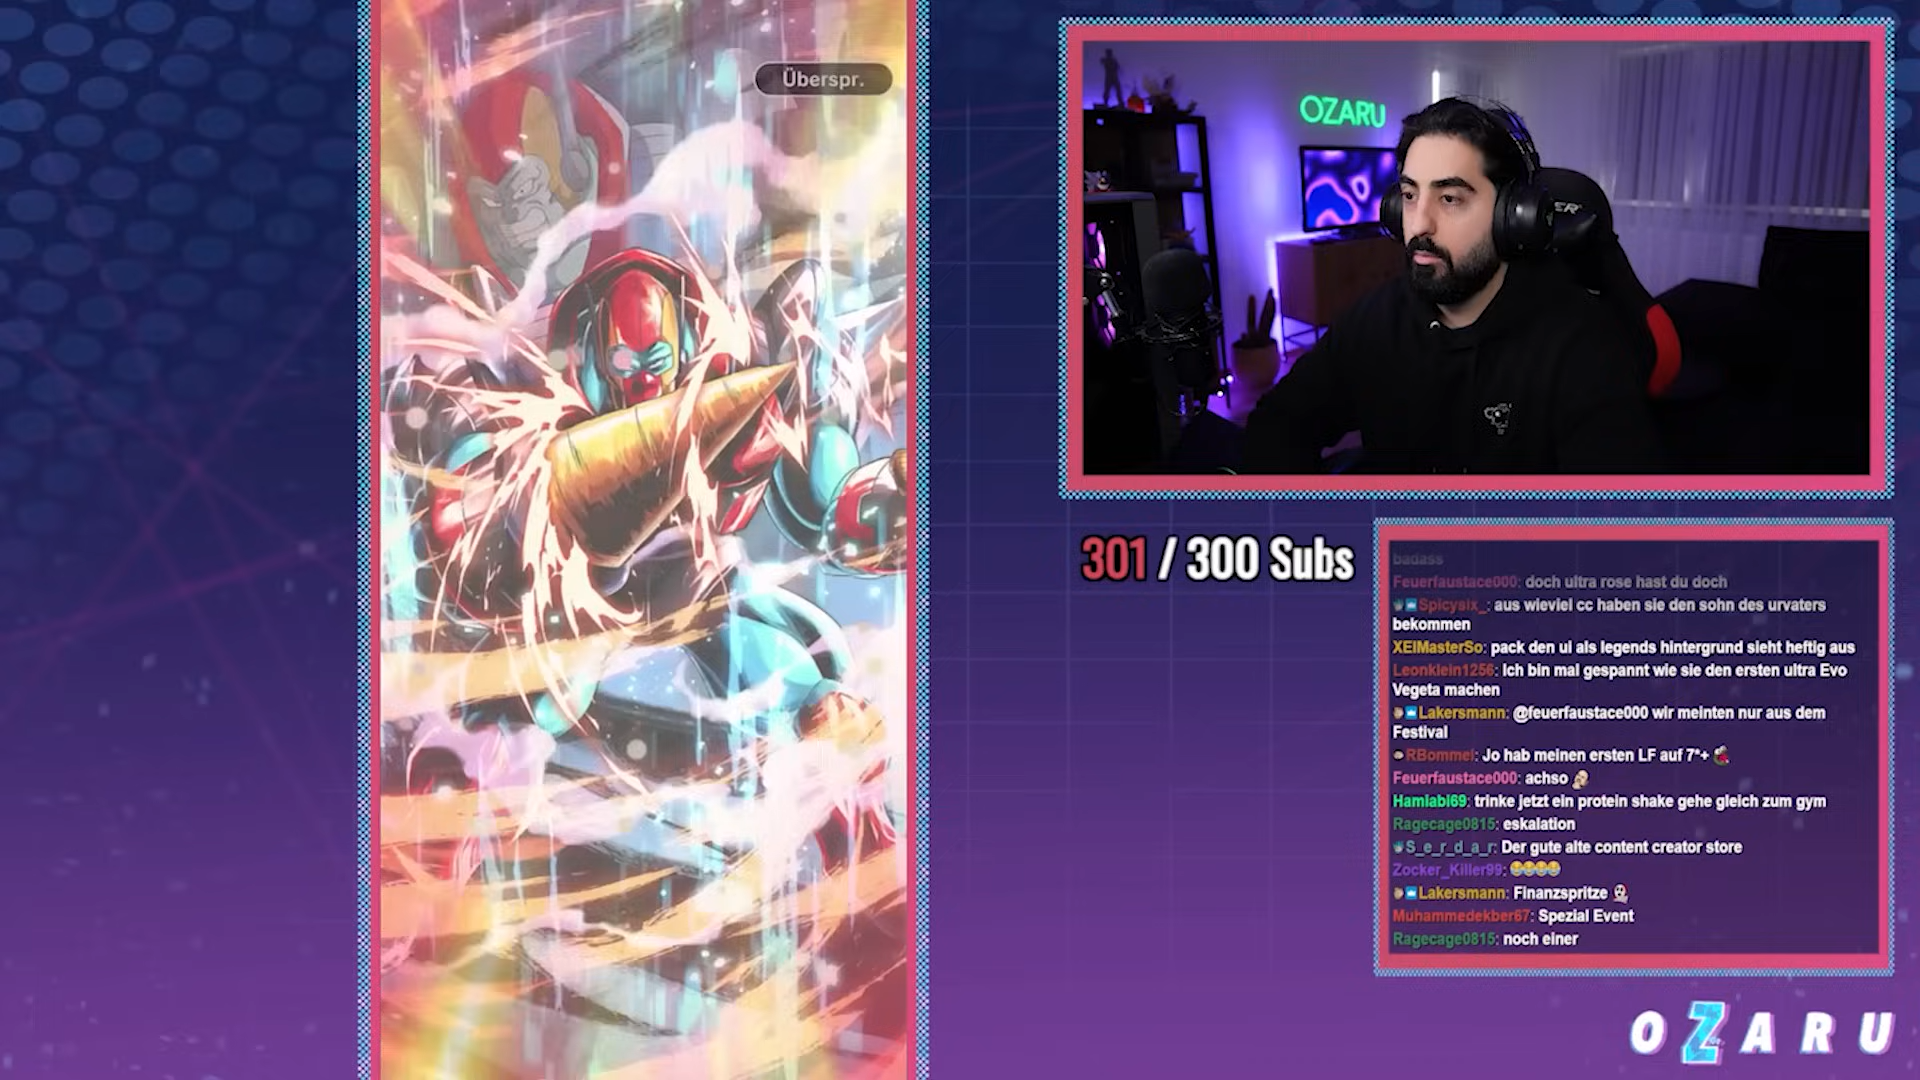 Überspr.
OZARU
ER
301 / 300 Subs
badass
Feuerfaustace000: doch ultra rose hast du doch
Spicysix_: aus wieviel cc haben sie den sohn des urvaters
bekommen
XEIMasterSo: pack den ui als legends hintergrund sieht heftig aus
Leonklein1256: Ich bin mal gespannt wie sie den ersten ultra Evo
Vegeta machen
Lakersmann: @feuerfaustace000 wir meinten nur aus dem
Festival
RBommel: Jo hab meinen ersten LF auf 7*+
Feuerfaustace000: achso
Hamiabi69: trinke jetzt ein protein shake gehe gleich zum gym
Ragecage0815: eskalation
S_e_r_d_a_r: Der gute alte content creator store
Zocker_Killer99:
Lakersmann: Finanzspritze
Muhammedekber67: Spezial Event
Ragecage0815: noch einer
OZARU